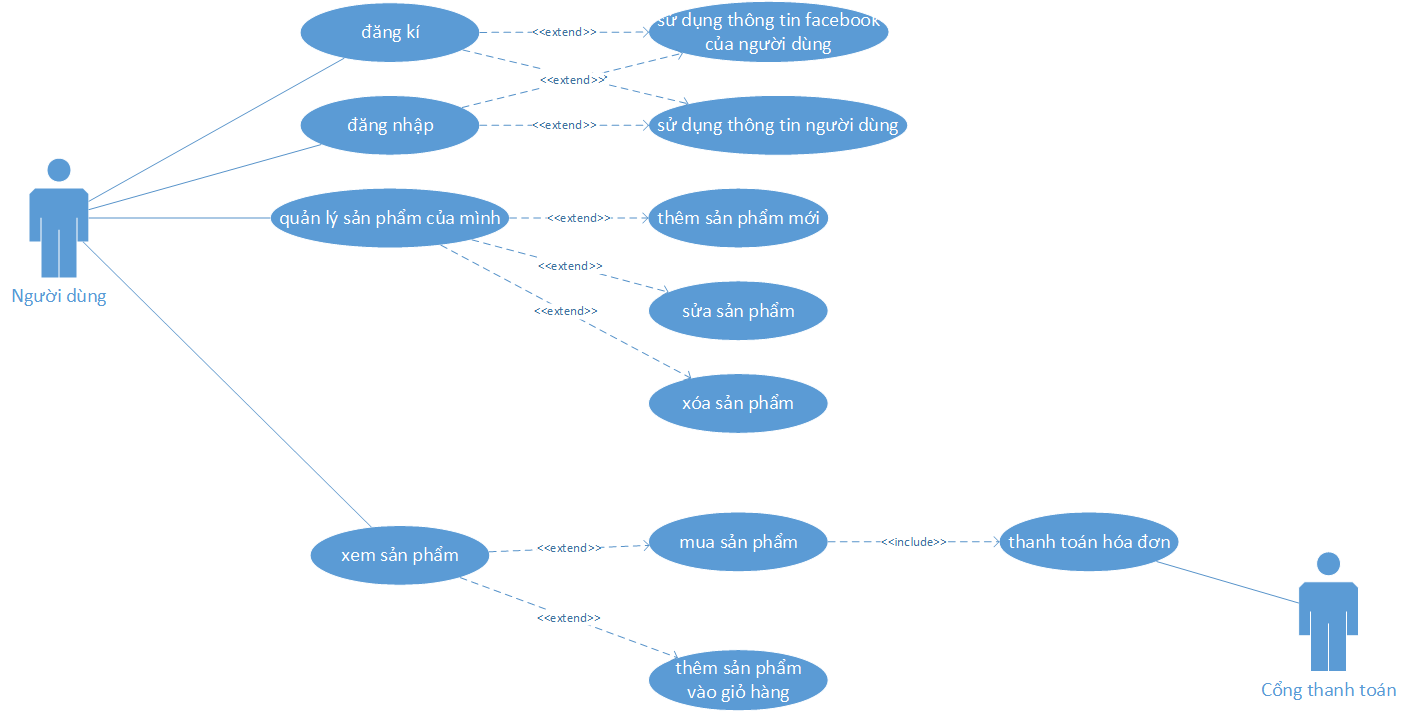 đăng kí
<<extend>>
sử dụng thông tin facebook
của người dùng
<<extend>>
đăng nhập
<<extend>>
sử dụng thông tin người dùng
Người dùng
quản lý sản phẩm của mình
<<extend>>
thêm sản phẩm mới
<<extend>>
sửa sản phẩm
<<extend>>
xóa sản phẩm
xem sản phẩm
<<extend>>
mua sản phẩm
<<include>>
thanh toán hóa đơn
<<extend>>
thêm sản phẩm
vào giỏ hàng
Cổng thanh toán